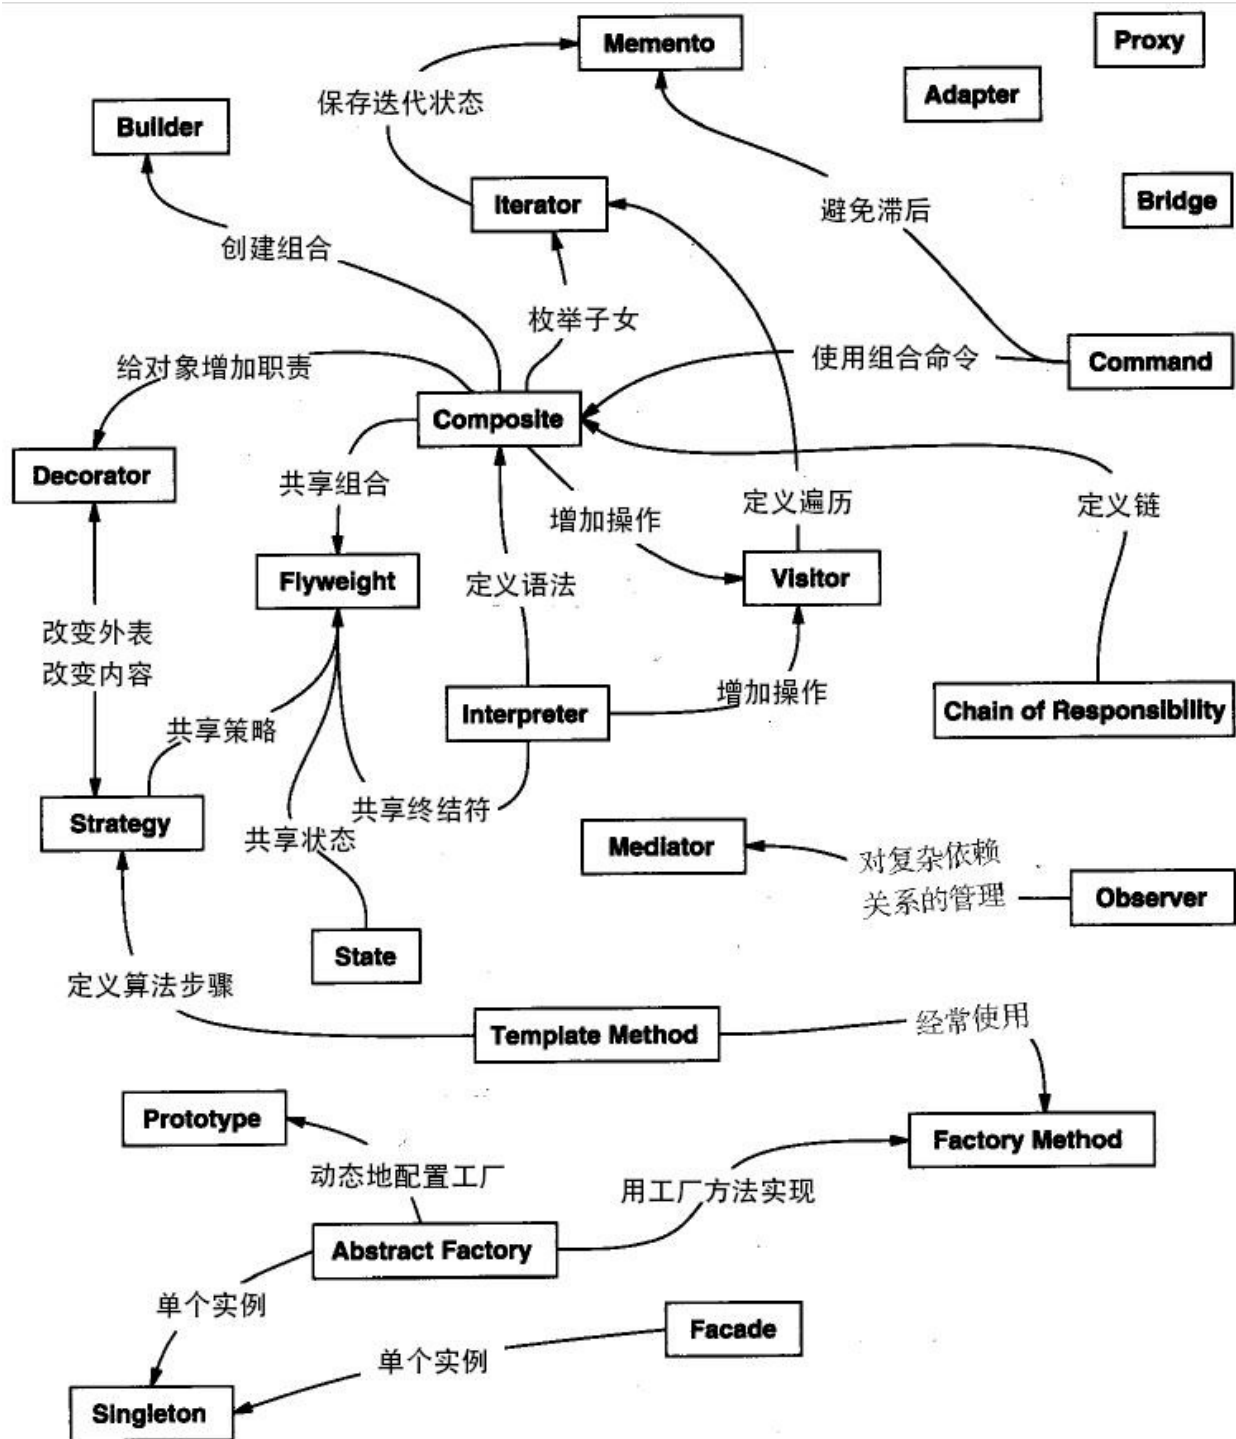 Memento
Proxy
Adapter
保存迭代状态
Builder
Iterator
避免滞后
Bridge
创建组合
枚举子女
给对象增加职责
使用组合命令
Command
Composite
Decorator
共享组合
增加操作
定义遍历
定义链
Flyweight
定义语法
Visitor
改变外表
改变内容
共享策略
Interpreter
增加操作
Chain of Responsibility
共享终结符
Strategy
共享状态
Mediator
对复杂依赖
关系的管理
Observer
State
定义算法步骤
Template Method
经常使用
Prototype
Factory Method
动态地配置工厂
用工厂方法实现
Abstract Factory
单个实例
Facade
单个实例
Singleton